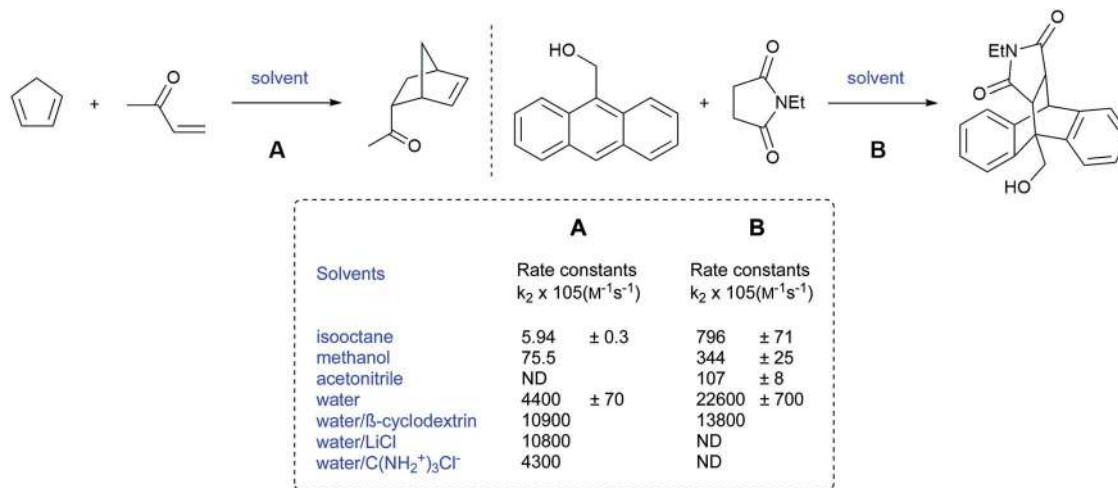 O
+
solvent
A
O
HO
+
O
NEt
O
solvent
B
EtN
O
O
HO
A B
Solvents Rate constants Rate constants
k₂ x 105(M⁻¹s⁻¹) k₂ x 105(M⁻¹s⁻¹)
isooctane 5.94 ± 0.3 796 ± 71
methanol 75.5 344 ± 25
acetonitrile ND 107 ± 8
water 4400 ± 70 22600 ± 700
water/ß-cyclodextrin 10900 13800
water/LiCl 10800 ND
water/C(NH₂⁺)₃Cl⁻ 4300 ND